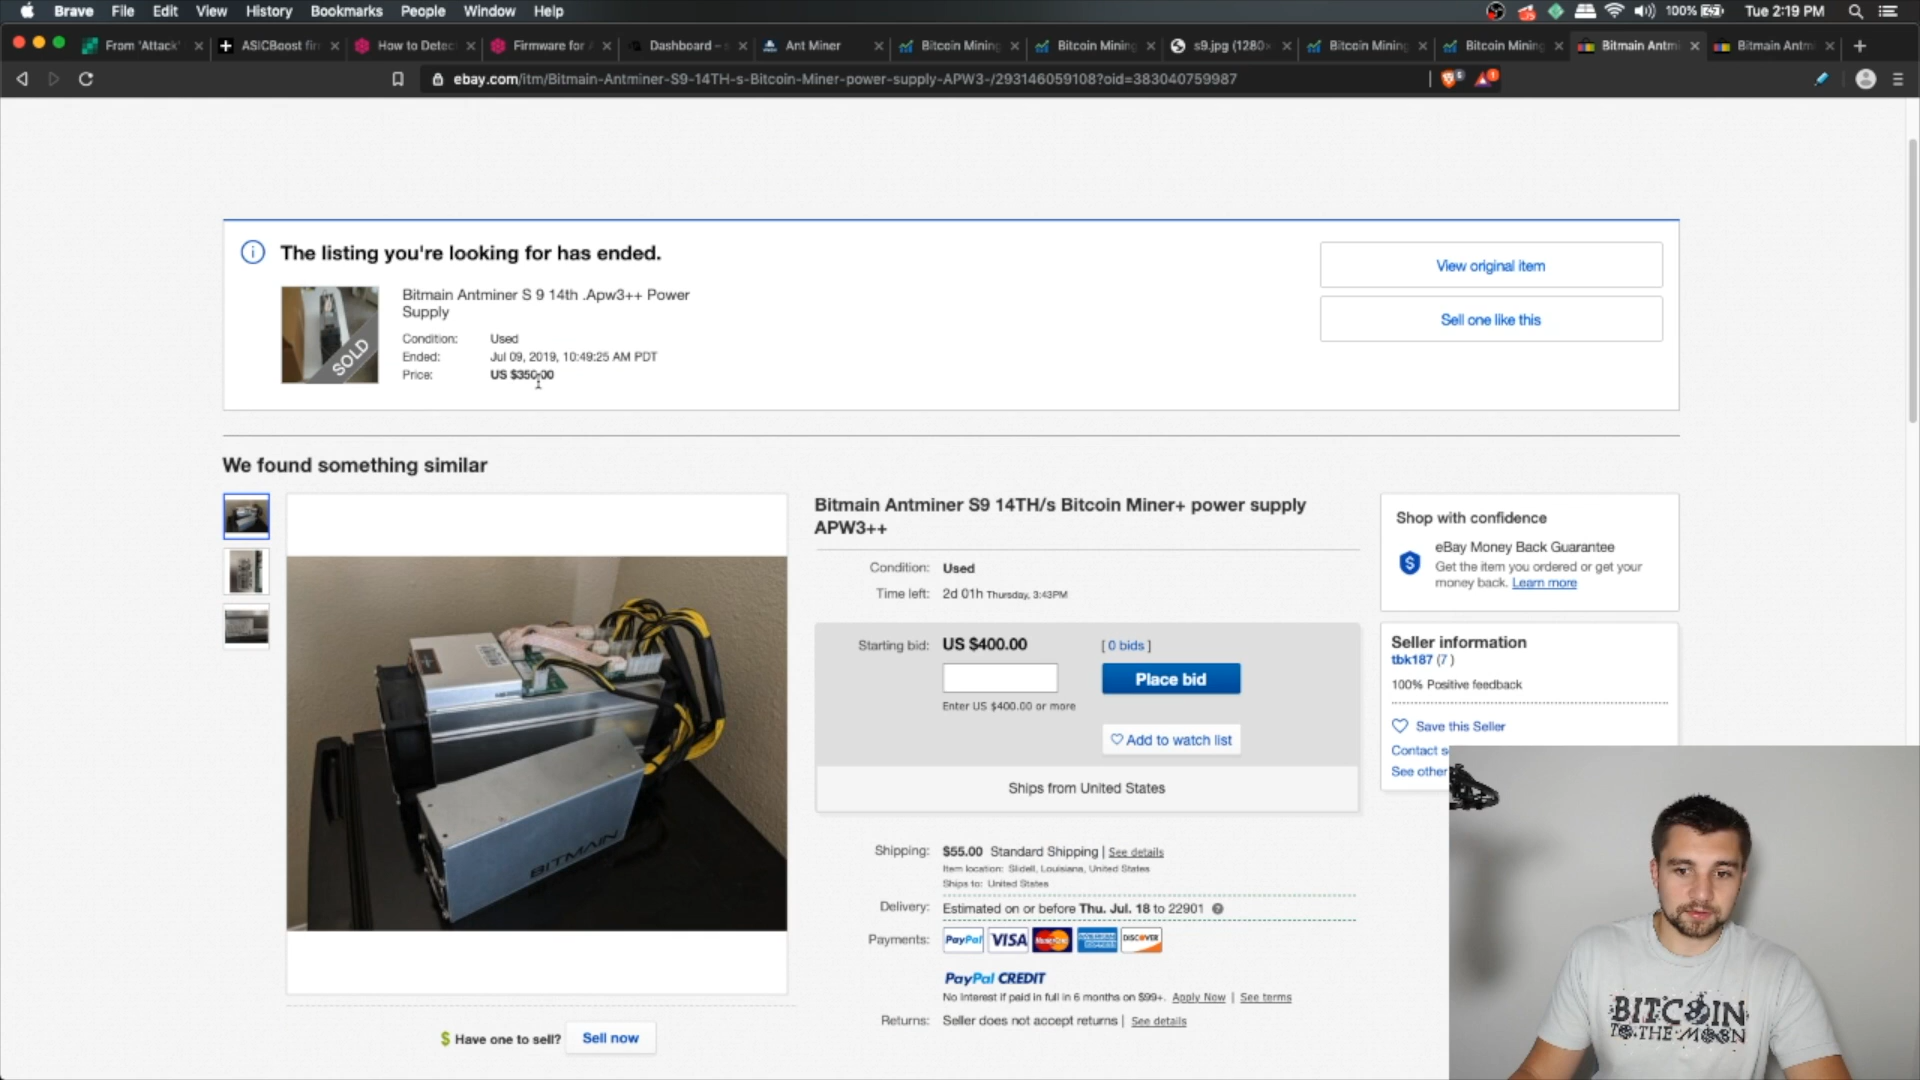 Brave File Edit View History Bookmarks People Window Help 100% Tue 2:19 PM
From 'Attack' ASICBoost fir How to Detec Firmware for Dashboard – Ant Miner Bitcoin Mining Bitcoin Mining s9.jpg (1280× Bitcoin Mining Bitcoin Mining Bitmain Antmi Bitmain Antm
ebay.com/itm/Bitmain-Antminer-S9-14TH-s-Bitcoin-Miner-power-supply-APW3-/293146059108?oid=383040759987
The listing you're looking for has ended.
View original item
Sell one like this
SOLD
Bitmain Antminer S 9 14th .Apw3++ Power
Supply
Condition: Used
Ended: Jul 09, 2019, 10:49:25 AM PDT
Price: US $350.00
We found something similar
BITMAIN
Bitmain Antminer S9 14TH/s Bitcoin Miner+ power supply
APW3++
Condition: Used
Time left: 2d 01h Thursday, 3:43PM
Starting bid: US $400.00 [ 0 bids ]
Place bid
Enter US $400.00 or more
Add to watch list
Ships from United States
Shipping: $55.00 Standard Shipping | See details
Item location: Slidell, Louisiana, United States
Ships to: United States
Delivery: Estimated on or before Thu. Jul. 18 to 22901
Payments: PayPal VISA MasterCard AMERICAN EXPRESS DISCOVER
PayPal CREDIT
No interest if paid in full in 6 months on $99+. Apply Now | See terms
Returns: Seller does not accept returns | See details
Have one to sell? Sell now
Shop with confidence
eBay Money Back Guarantee
Get the item you ordered or get your
money back. Learn more
Seller information
tbk187 (7 )
100% Positive feedback
Save this Seller
Contact s
See other
BITCOIN
TO THE MOON